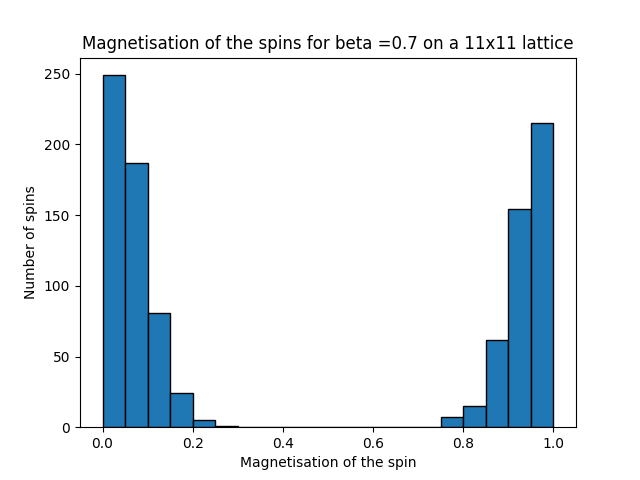 Magnetisation of the spins for beta =0.7 on a 11x11 lattice
250
200
150
100
50
0
Number of spins
0.0 0.2 0.4 0.6 0.8 1.0
Magnetisation of the spin